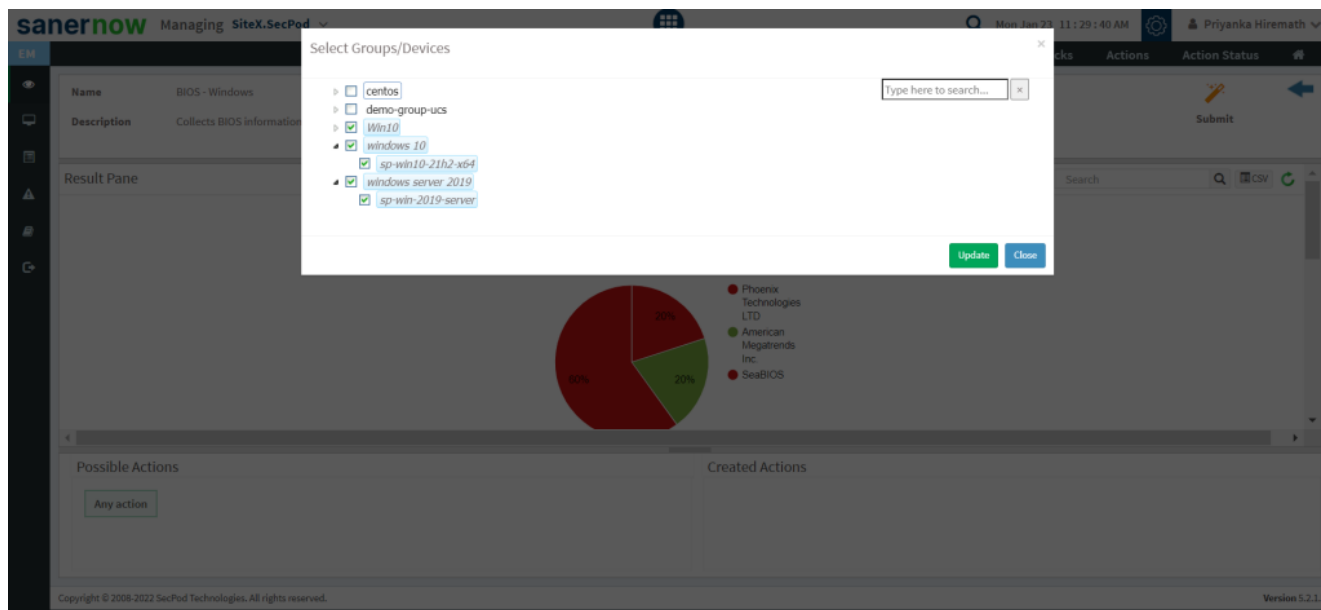 sanernow Managing SiteX.SecPod
Mon Jan 23 11:29:40 AM
Priyanka Hiremath
EM
Actions
Action Status
Select Groups/Devices
×
Name BIOS - Windows
Description Collects BIOS information
Submit
centos
demo-group-ucs
Win10
windows 10
sp-win10-21h2-x64
windows server 2019
sp-win-2019-server
Type here to search...
×
Update
Close
Result Pane
Search
CSV
20%
20%
60%
Phoenix
Technologies
LTD
American
Megatrends
Inc.
SeaBIOS
Possible Actions
Created Actions
Any action
Copyright © 2008-2022 SecPod Technologies. All rights reserved.
Version 5.2.1.